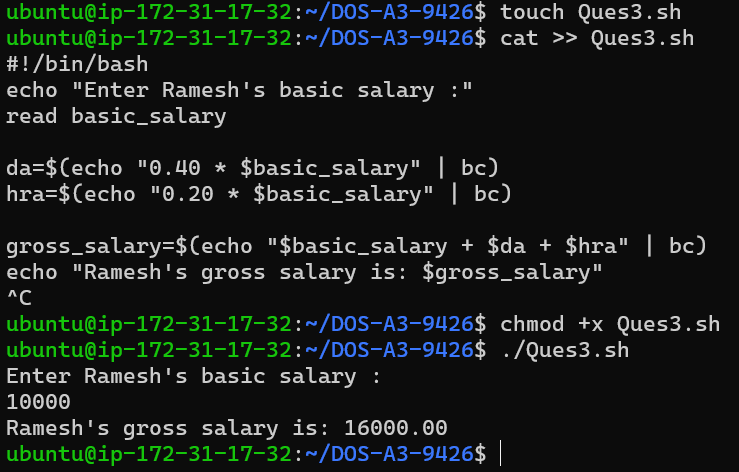 ubuntu@ip-172-31-17-32:~/DOS-A3-9426$ touch Ques3.sh
ubuntu@ip-172-31-17-32:~/DOS-A3-9426$ cat >> Ques3.sh
#!/bin/bash
echo "Enter Ramesh's basic salary :"
read basic_salary

da=$(echo "0.40 * $basic_salary" | bc)
hra=$(echo "0.20 * $basic_salary" | bc)

gross_salary=$(echo "$basic_salary + $da + $hra" | bc)
echo "Ramesh's gross salary is: $gross_salary"
^C
ubuntu@ip-172-31-17-32:~/DOS-A3-9426$ chmod +x Ques3.sh
ubuntu@ip-172-31-17-32:~/DOS-A3-9426$ ./Ques3.sh
Enter Ramesh's basic salary :
10000
Ramesh's gross salary is: 16000.00
ubuntu@ip-172-31-17-32:~/DOS-A3-9426$